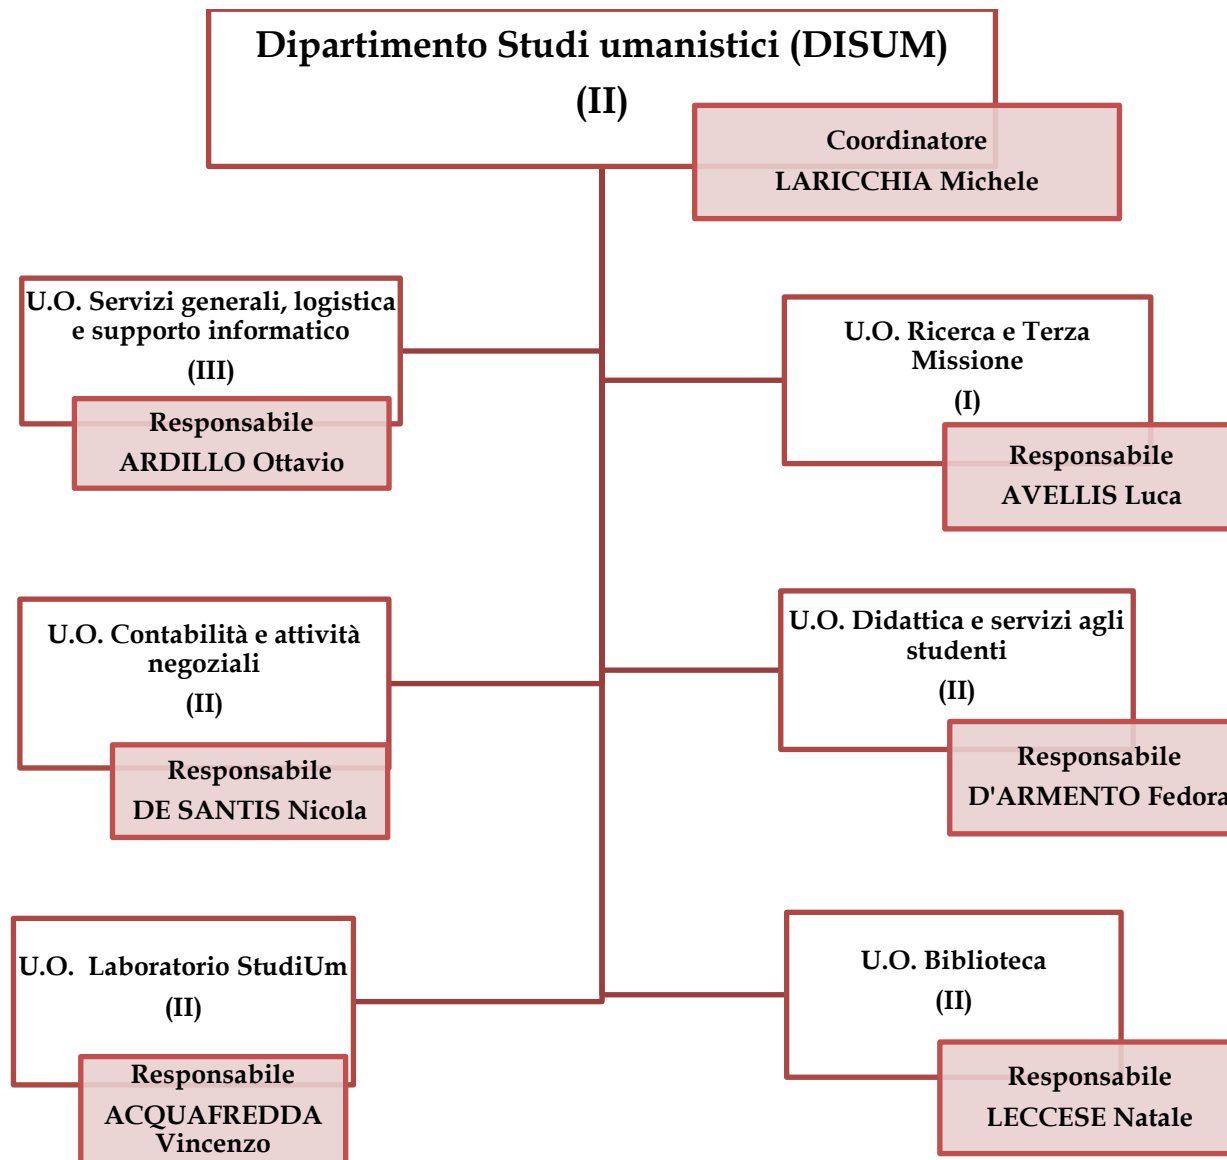 Dipartimento Studi umanistici (DISUM)
(II)
Coordinatore
LARICCHIA Michele
U.O. Servizi generali, logistica
e supporto informatico
(III)
Responsabile
ARDILLO Ottavio
U.O. Ricerca e Terza
Missione
(I)
Responsabile
AVELLIS Luca
U.O. Contabilità e attività
negoziali
(II)
Responsabile
DE SANTIS Nicola
U.O. Didattica e servizi agli
studenti
(II)
Responsabile
D'ARMENTO Fedora
U.O. Laboratorio StudiUm
(II)
Responsabile
ACQUAFREDDA
Vincenzo
U.O. Biblioteca
(II)
Responsabile
LECCESE Natale